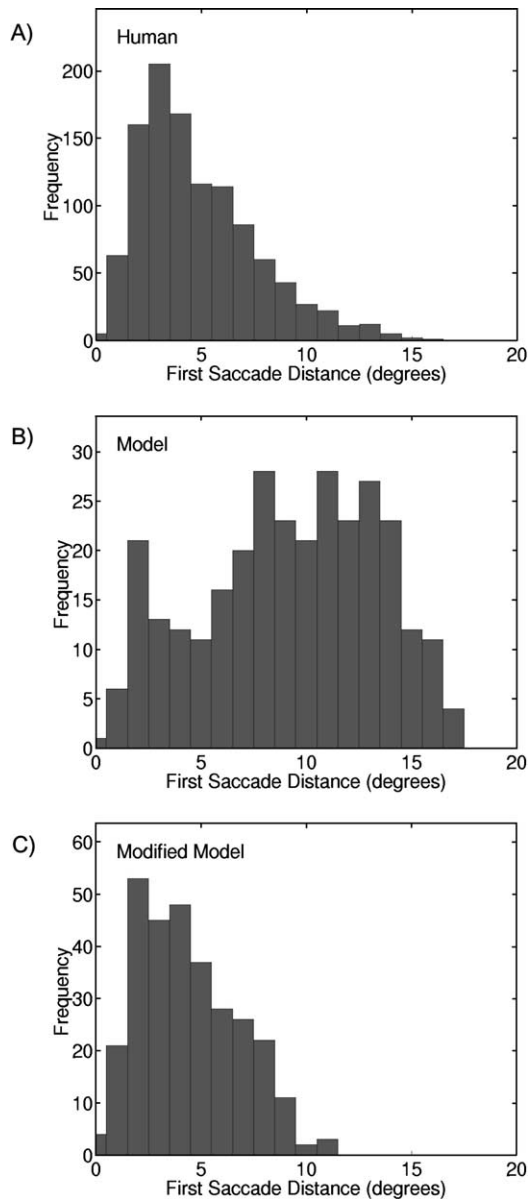 A)
Human
200
150
100
50
0
Frequency
0 5 10 15 20
First Saccade Distance (degrees)
B)
Model
30
25
20
15
10
5
0
Frequency
0 5 10 15 20
First Saccade Distance (degrees)
C)
Modified Model
60
50
40
30
20
10
0
Frequency
0 5 10 15 20
First Saccade Distance (degrees)